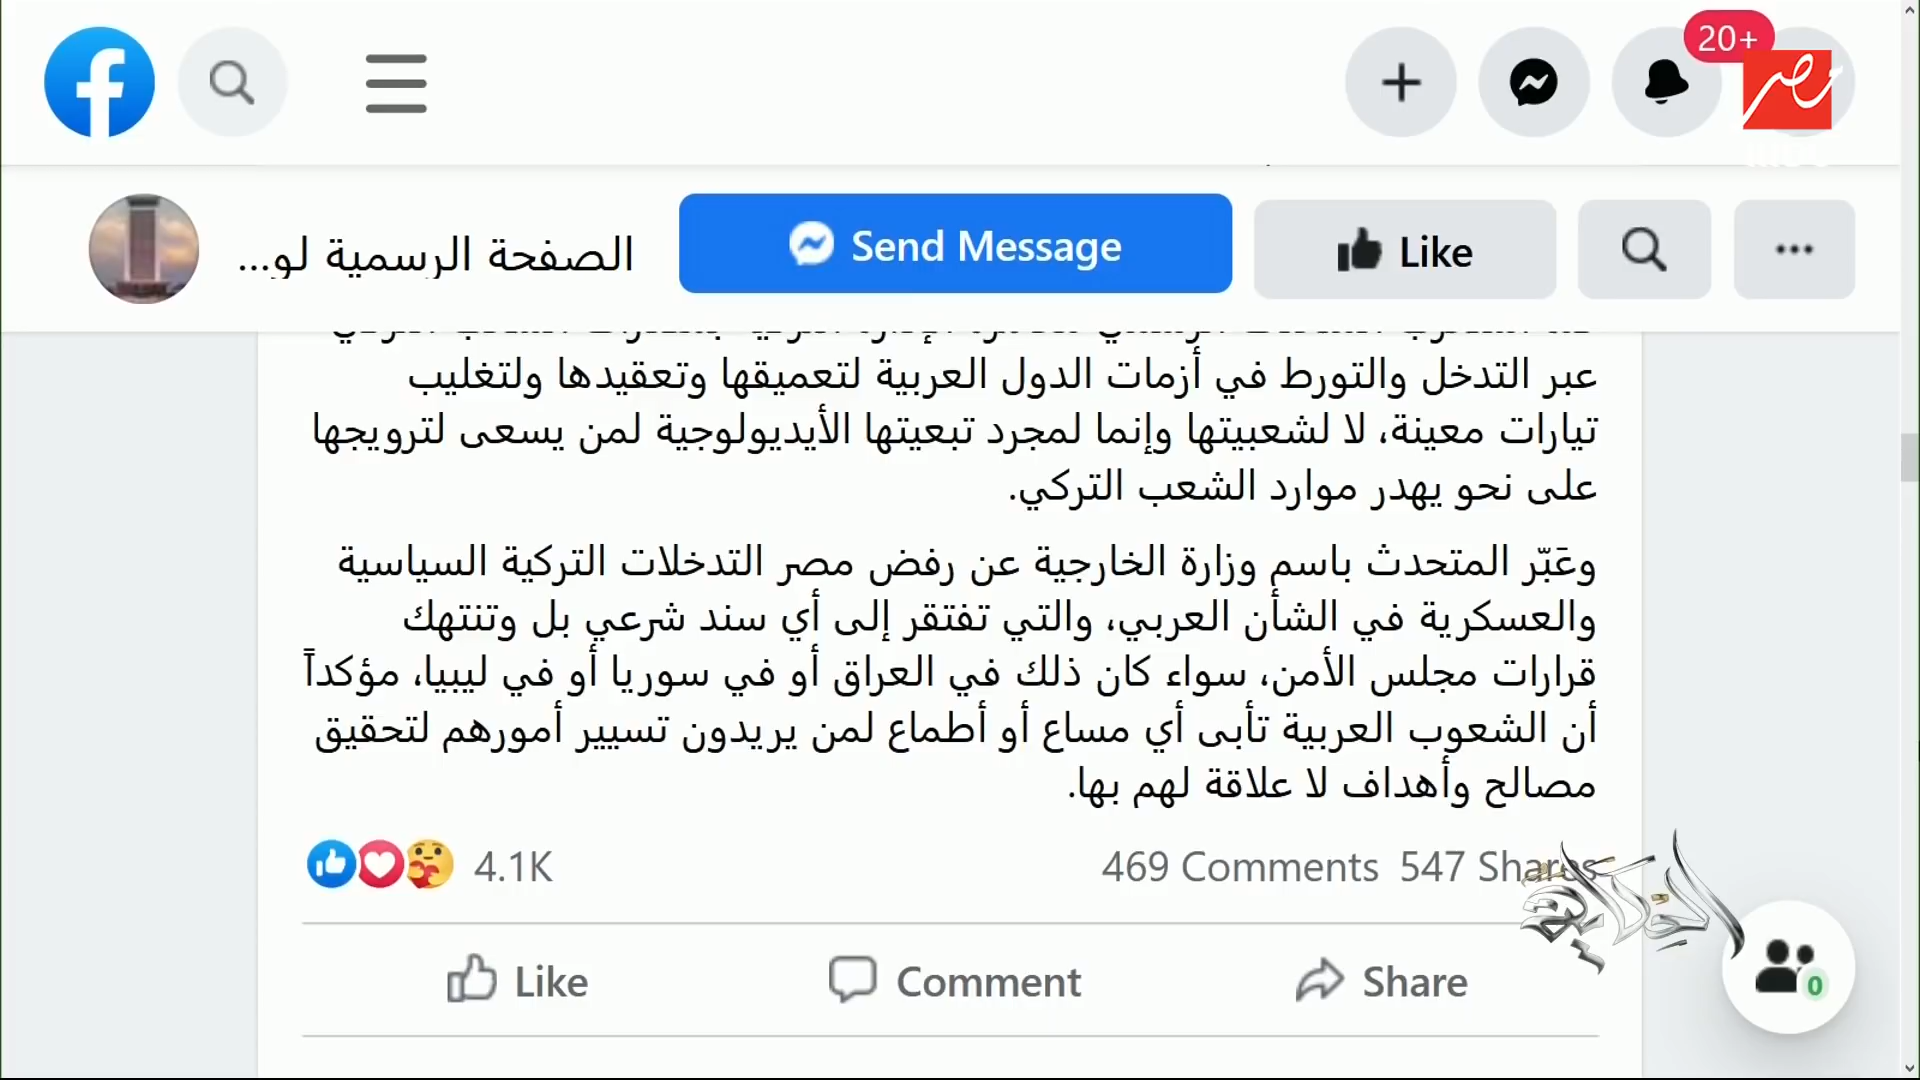 20+
مصر
الصفحة الرسمية لو...
Send Message
Like
عبر التدخل والتورط في أزمات الدول العربية لتعميقها وتعقيدها ولتغليب
تيارات معينة، لا لشعبيتها وإنما لمجرد تبعيتها الأيديولوجية لمن يسعى لترويجها
على نحو يهدر موارد الشعب التركي.
وعَبّر المتحدث باسم وزارة الخارجية عن رفض مصر التدخلات التركية السياسية
والعسكرية في الشأن العربي، والتي تفتقر إلى أي سند شرعي بل وتنتهك
قرارات مجلس الأمن، سواء كان ذلك في العراق أو في سوريا أو في ليبيا، مؤكداً
أن الشعوب العربية تأبى أي مساع أو أطماع لمن يريدون تسيير أمورهم لتحقيق
مصالح وأهداف لا علاقة لهم بها.
4.1K
469 Comments 547 Shares
الحكاية
Like
Comment
Share
0